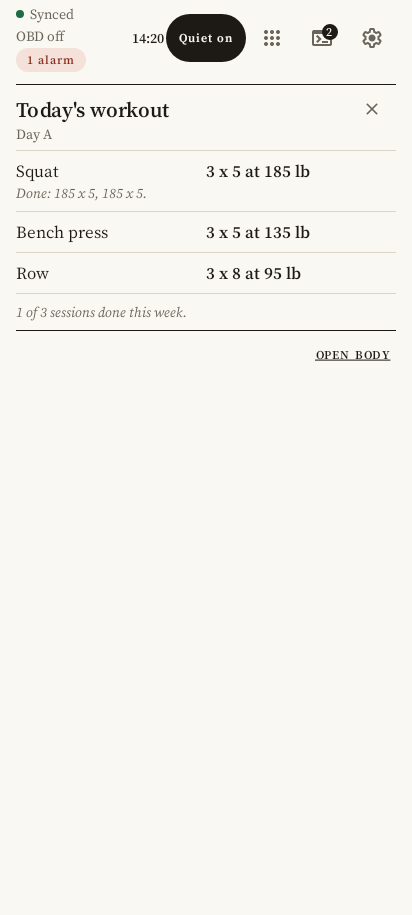 Synced
OBD off
1 alarm
14:20
Quiet on
2
Today's workout
Day A
Squat 3 x 5 at 185 lb
Done: 185 x 5, 185 x 5.
Bench press 3 x 5 at 135 lb
Row 3 x 8 at 95 lb
1 of 3 sessions done this week.
OPEN BODY